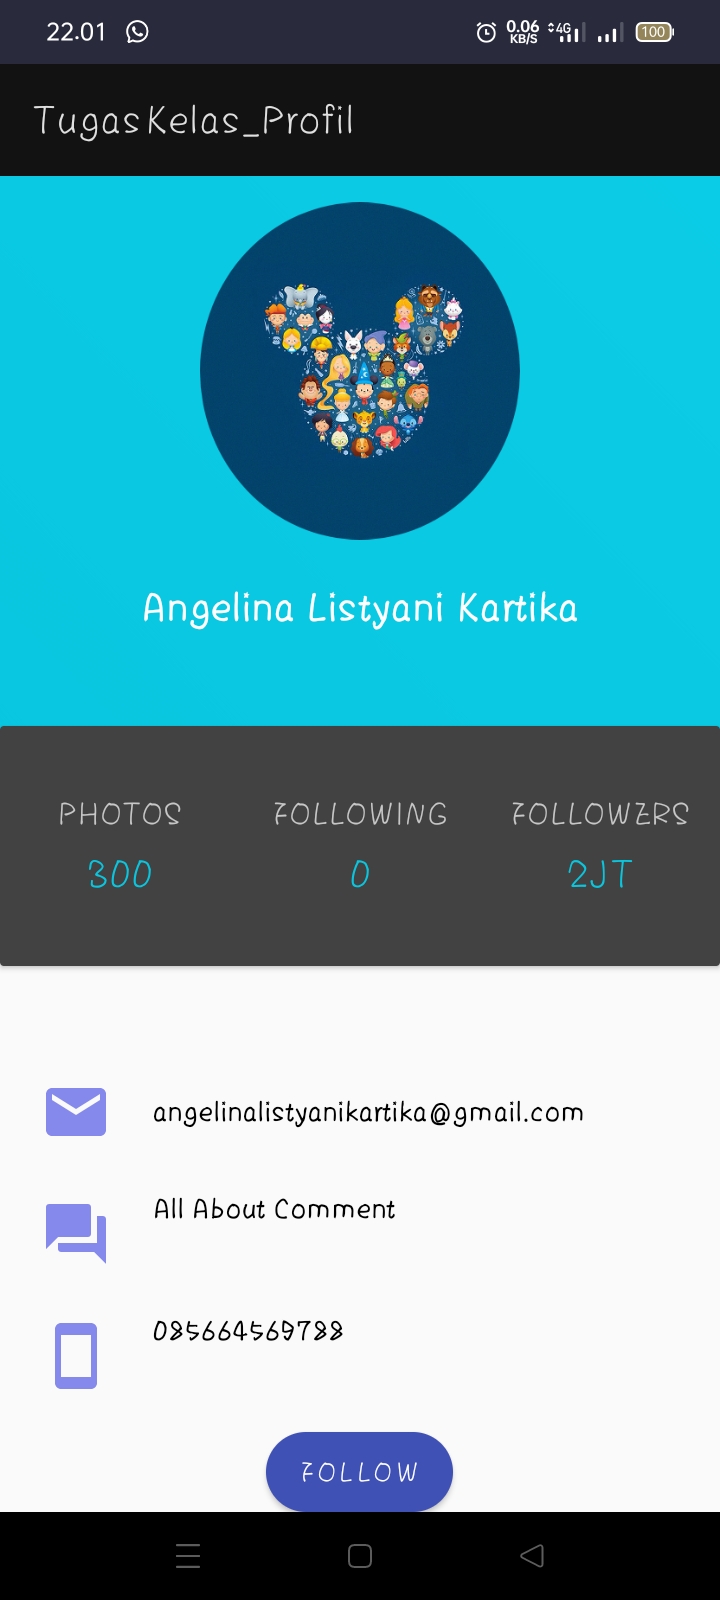 22.01
0.06
KB/S
4G
100
TugasKelas_Profil
Angelina Listyani Kartika
PHOTOS FOLLOWING FOLLOWERS
300 0 2JT
angelinalistyanikartika@gmail.com
All About Comment
085664569788
FOLLOW